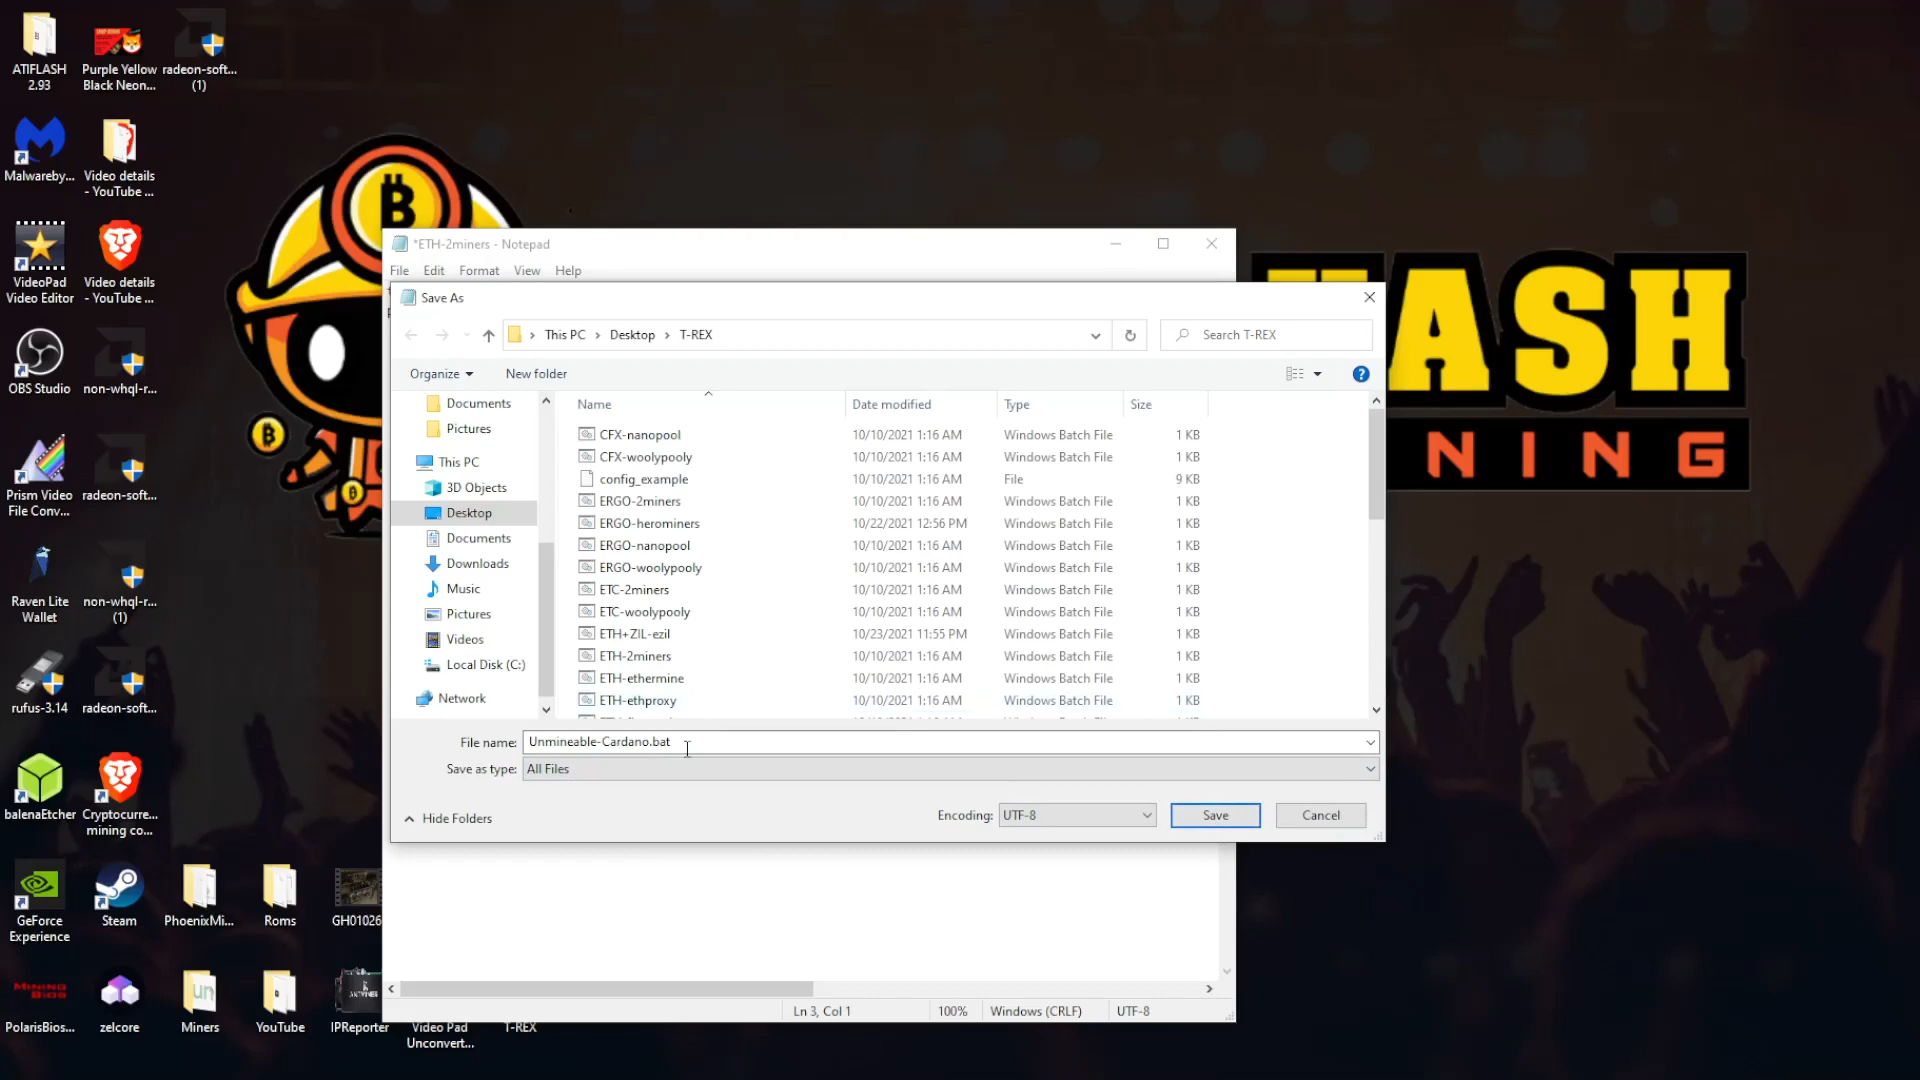 ATIFLASH
2.93
Purple Yellow
Black Neon...
radeon-soft...
(1)
Malwareby...
Video details
- YouTube ...
VideoPad
Video Editor
Video details
- YouTube ...
OBS Studio
non-whql-r...
Prism Video
File Conv...
radeon-soft...
Raven Lite
Wallet
non-whql-r...
(1)
rufus-3.14
radeon-soft...
balenaEtcher
Cryptocurre...
mining co...
GeForce
Experience
Steam
PhoenixMi...
Roms
GH01026
MINING BIOS
PolarisBios...
zelcore
un
Miners
YouTube
IPReporter
Video Pad
Unconvert...
T-REX
ASH
NING
*ETH-2miners - Notepad
File Edit Format View Help
Save As
This PC > Desktop > T-REX
Search T-REX
Organize
New folder
Documents
Pictures
This PC
3D Objects
Desktop
Documents
Downloads
Music
Pictures
Videos
Local Disk (C:)
Network
Name Date modified Type Size
CFX-nanopool 10/10/2021 1:16 AM Windows Batch File 1 KB
CFX-woolypooly 10/10/2021 1:16 AM Windows Batch File 1 KB
config_example 10/10/2021 1:16 AM File 9 KB
ERGO-2miners 10/10/2021 1:16 AM Windows Batch File 1 KB
ERGO-herominers 10/22/2021 12:56 PM Windows Batch File 1 KB
ERGO-nanopool 10/10/2021 1:16 AM Windows Batch File 1 KB
ERGO-woolypooly 10/10/2021 1:16 AM Windows Batch File 1 KB
ETC-2miners 10/10/2021 1:16 AM Windows Batch File 1 KB
ETC-woolypooly 10/10/2021 1:16 AM Windows Batch File 1 KB
ETH+ZIL-ezil 10/23/2021 11:55 PM Windows Batch File 1 KB
ETH-2miners 10/10/2021 1:16 AM Windows Batch File 1 KB
ETH-ethermine 10/10/2021 1:16 AM Windows Batch File 1 KB
ETH-ethproxy 10/10/2021 1:16 AM Windows Batch File 1 KB
File name: Unmineable-Cardano.bat
Save as type: All Files
Hide Folders
Encoding: UTF-8
Save
Cancel
Ln 3, Col 1 100% Windows (CRLF) UTF-8